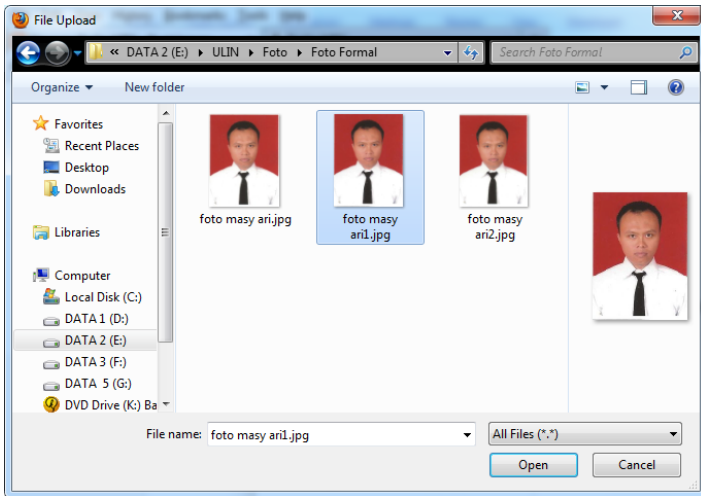 File Upload
« DATA 2 (E:) ▸ ULIN ▸ Foto ▸ Foto Formal
Search Foto Formal
Organize
New folder
Favorites
Recent Places
Desktop
Downloads
Libraries
Computer
Local Disk (C:)
DATA 1 (D:)
DATA 2 (E:)
DATA 3 (F:)
DATA 5 (G:)
DVD Drive (K:) Ba
foto masy ari.jpg
foto masy
ari1.jpg
foto masy
ari2.jpg
File name: foto masy ari1.jpg
All Files (*.*)
Open
Cancel